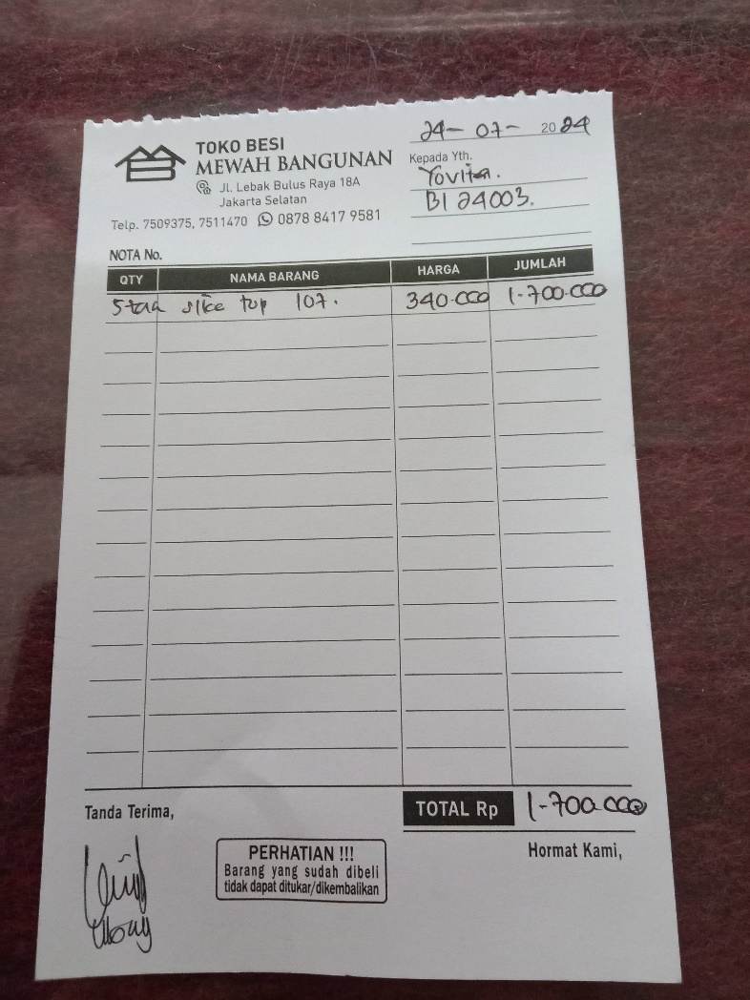 TOKO BESI
MEWAH BANGUNAN
Jl. Lebak Bulus Raya 18A
Jakarta Selatan
Telp. 7509375, 7511470 0878 8417 9581
24- 07- 2024
Kepada Yth.
Yovita.
BI 24003.
NOTA No.
QTY NAMA BARANG HARGA JUMLAH
5 sika top 107. 340.000 1.700.000
TOTAL Rp 1.700.000
Tanda Terima,
Hormat Kami,
PERHATIAN !!!
Barang yang sudah dibeli
tidak dapat ditukar/dikembalikan